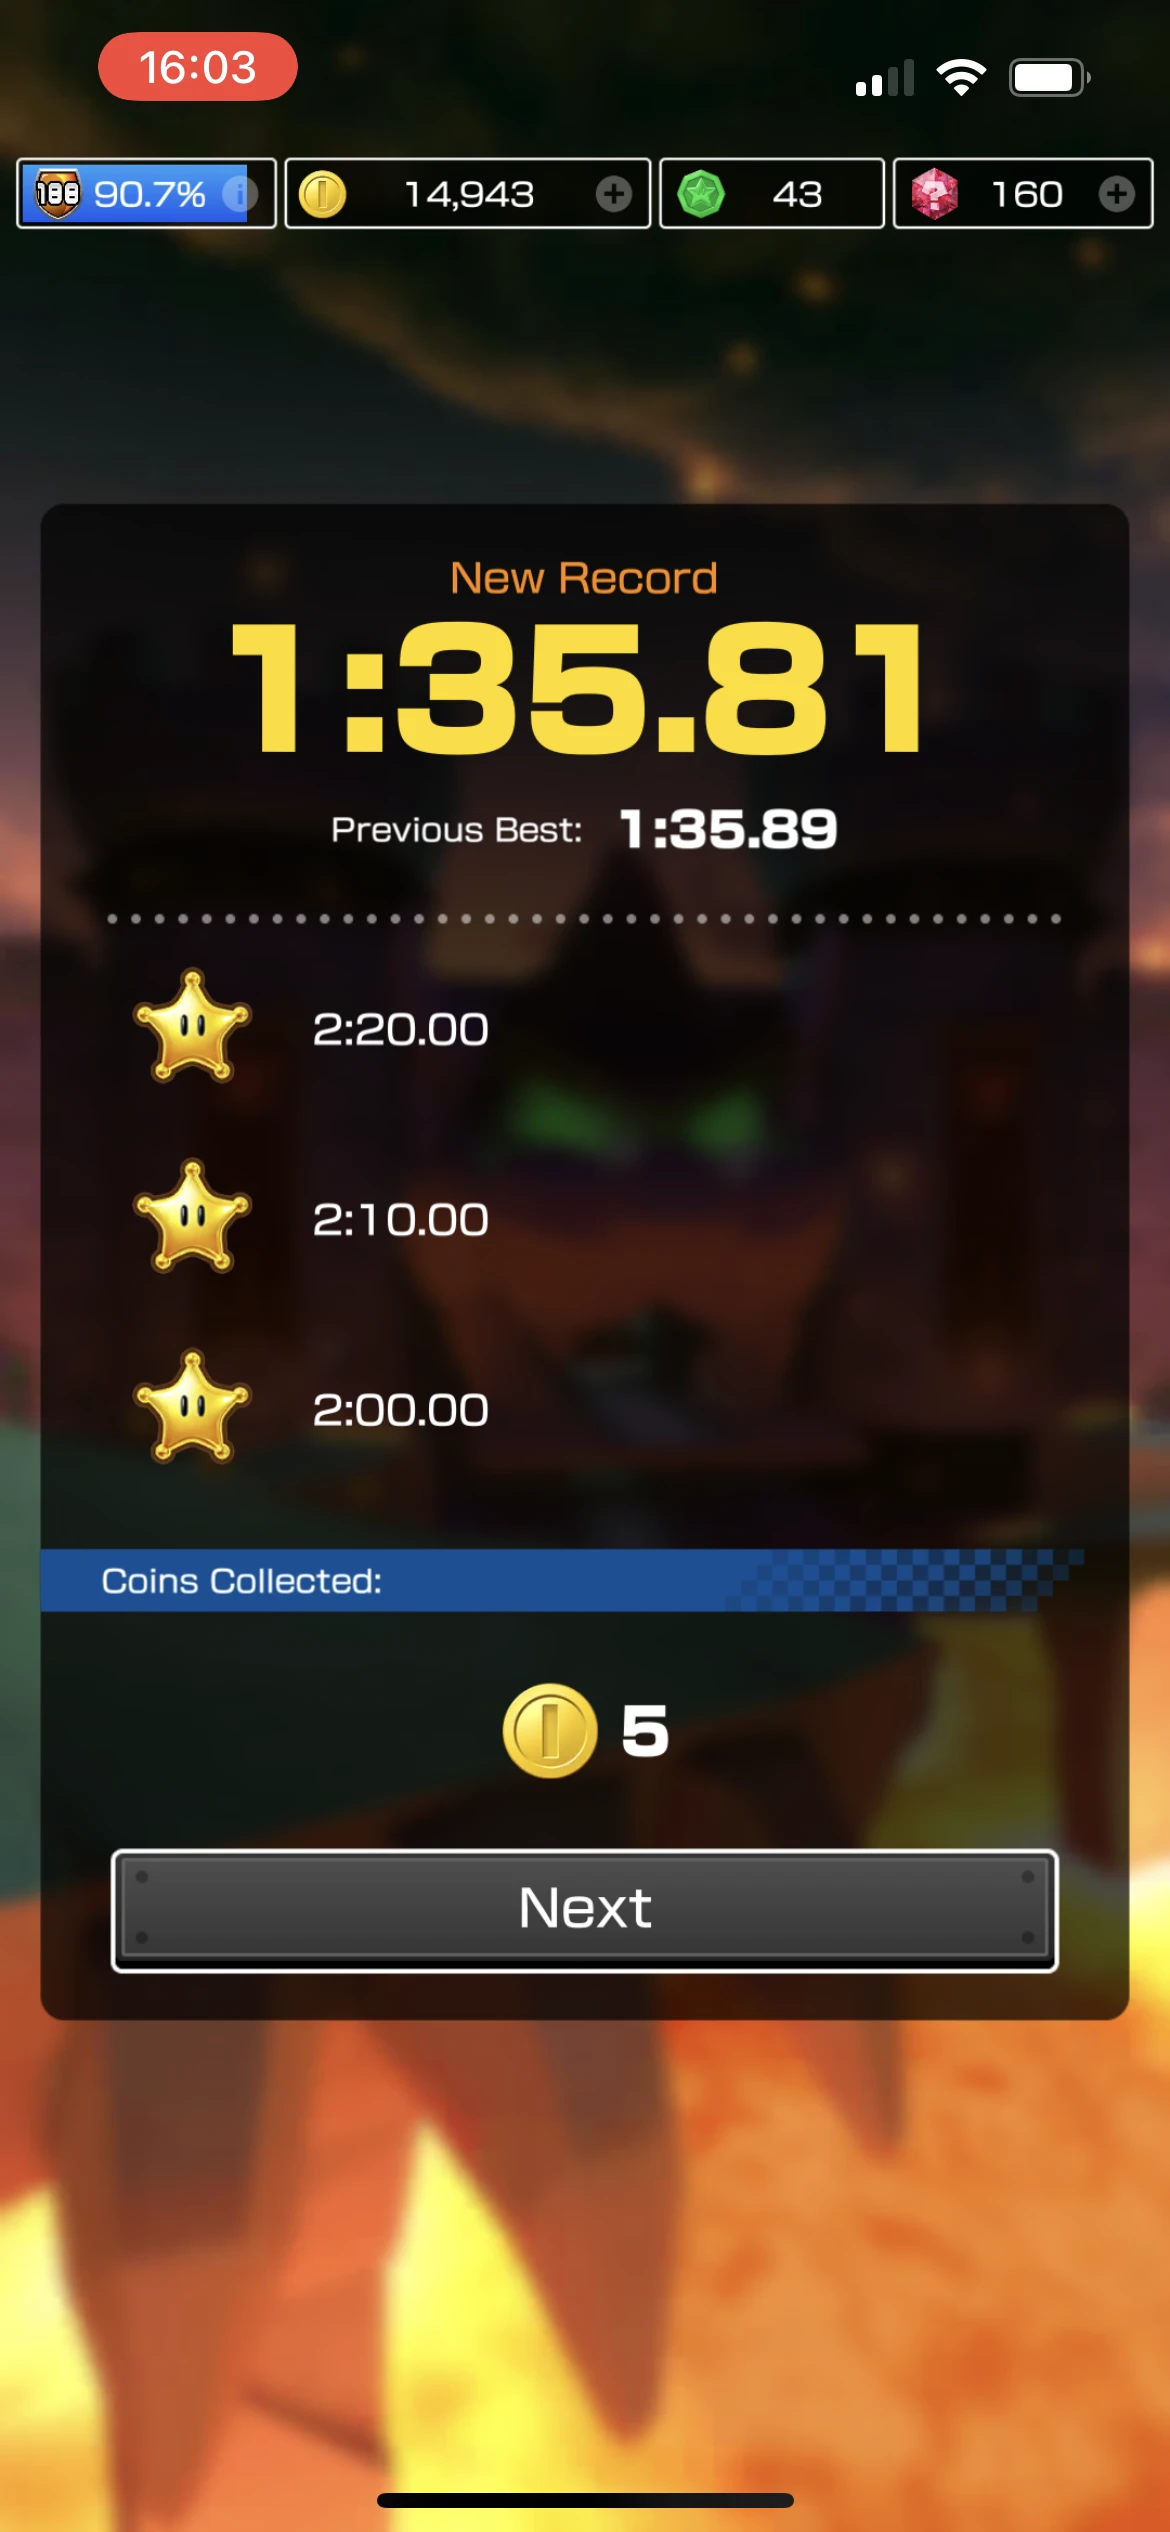 16:03
188 90.7% i 14,943 + 43 ? 160 +
New Record
1:35.81
Previous Best: 1:35.89
2:20.00
2:10.00
2:00.00
Coins Collected:
5
Next